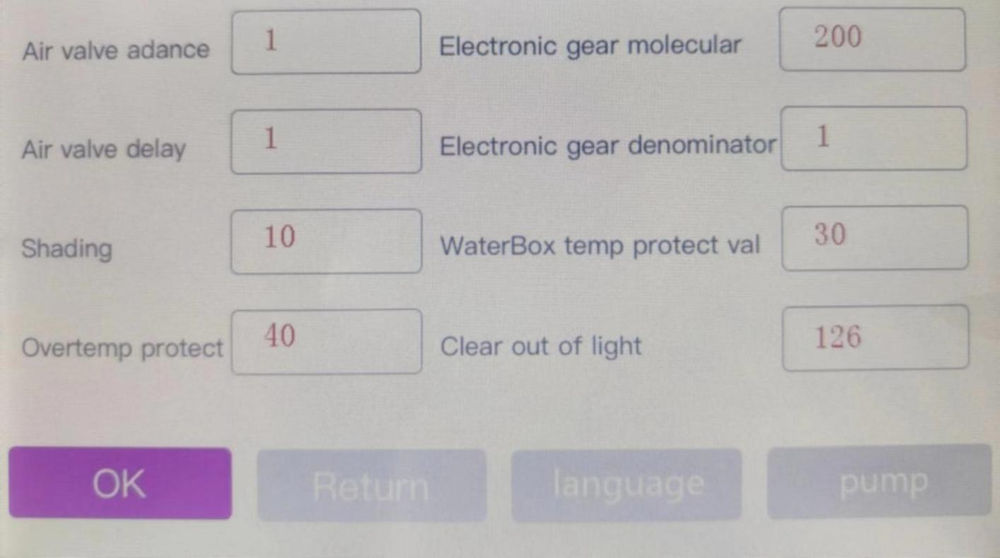 Air valve adance 1 Electronic gear molecular 200
Air valve delay 1 Electronic gear denominator 1
Shading 10 WaterBox temp protect val 30
Overtemp protect 40 Clear out of light 126
OK Return language pump